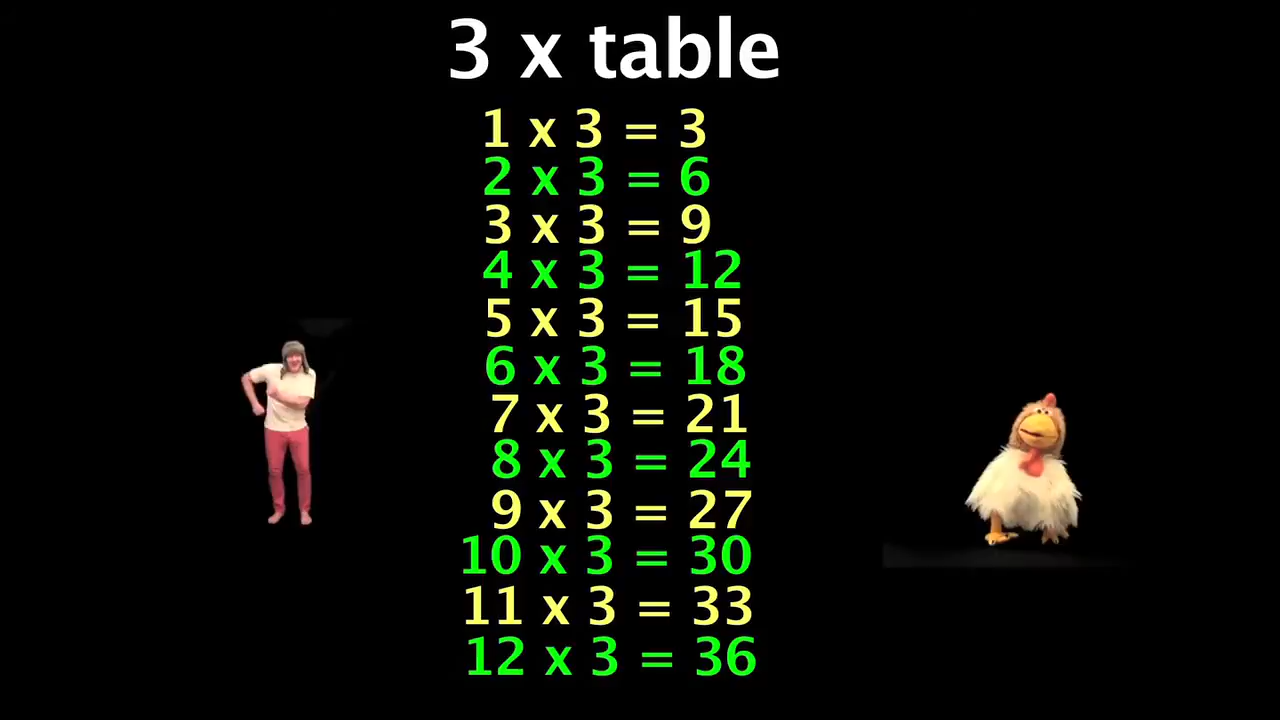 3 x table
1 x 3 = 3
2 x 3 = 6
3 x 3 = 9
4 x 3 = 12
5 x 3 = 15
6 x 3 = 18
7 x 3 = 21
8 x 3 = 24
9 x 3 = 27
10 x 3 = 30
11 x 3 = 33
12 x 3 = 36